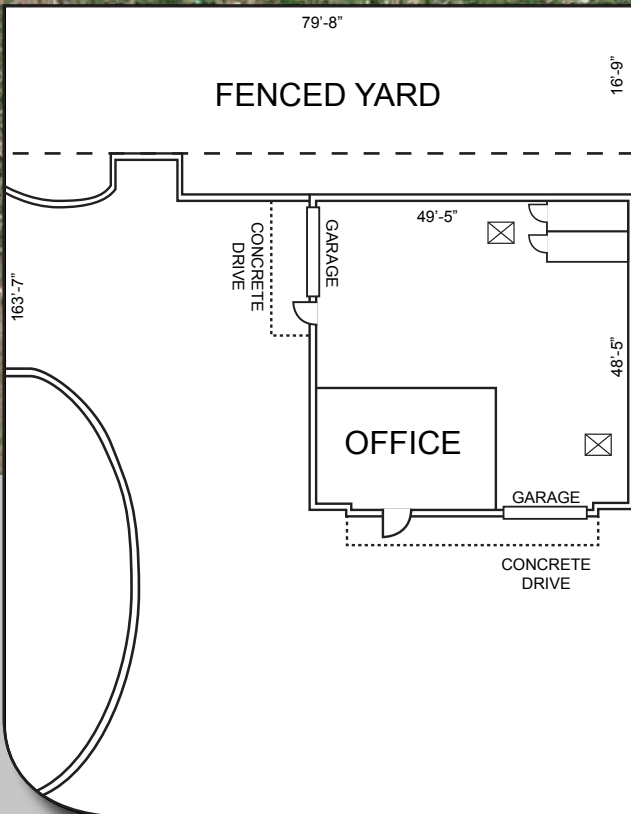 79'-8"
16'-9"
FENCED YARD
49'-5"
GARAGE
CONCRETE
DRIVE
163'-7"
48'-5"
OFFICE
GARAGE
CONCRETE
DRIVE